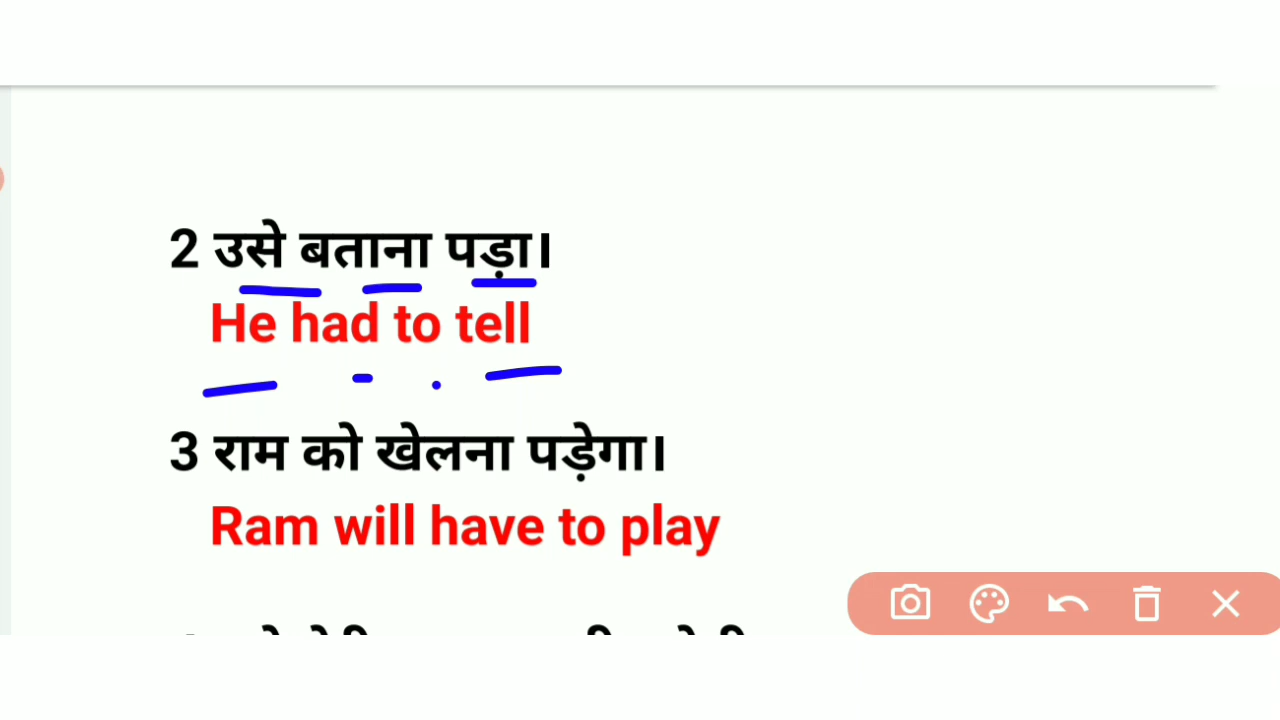 2 उसे बताना पड़ा।
He had to tell
3 राम को खेलना पड़ेगा।
Ram will have to play